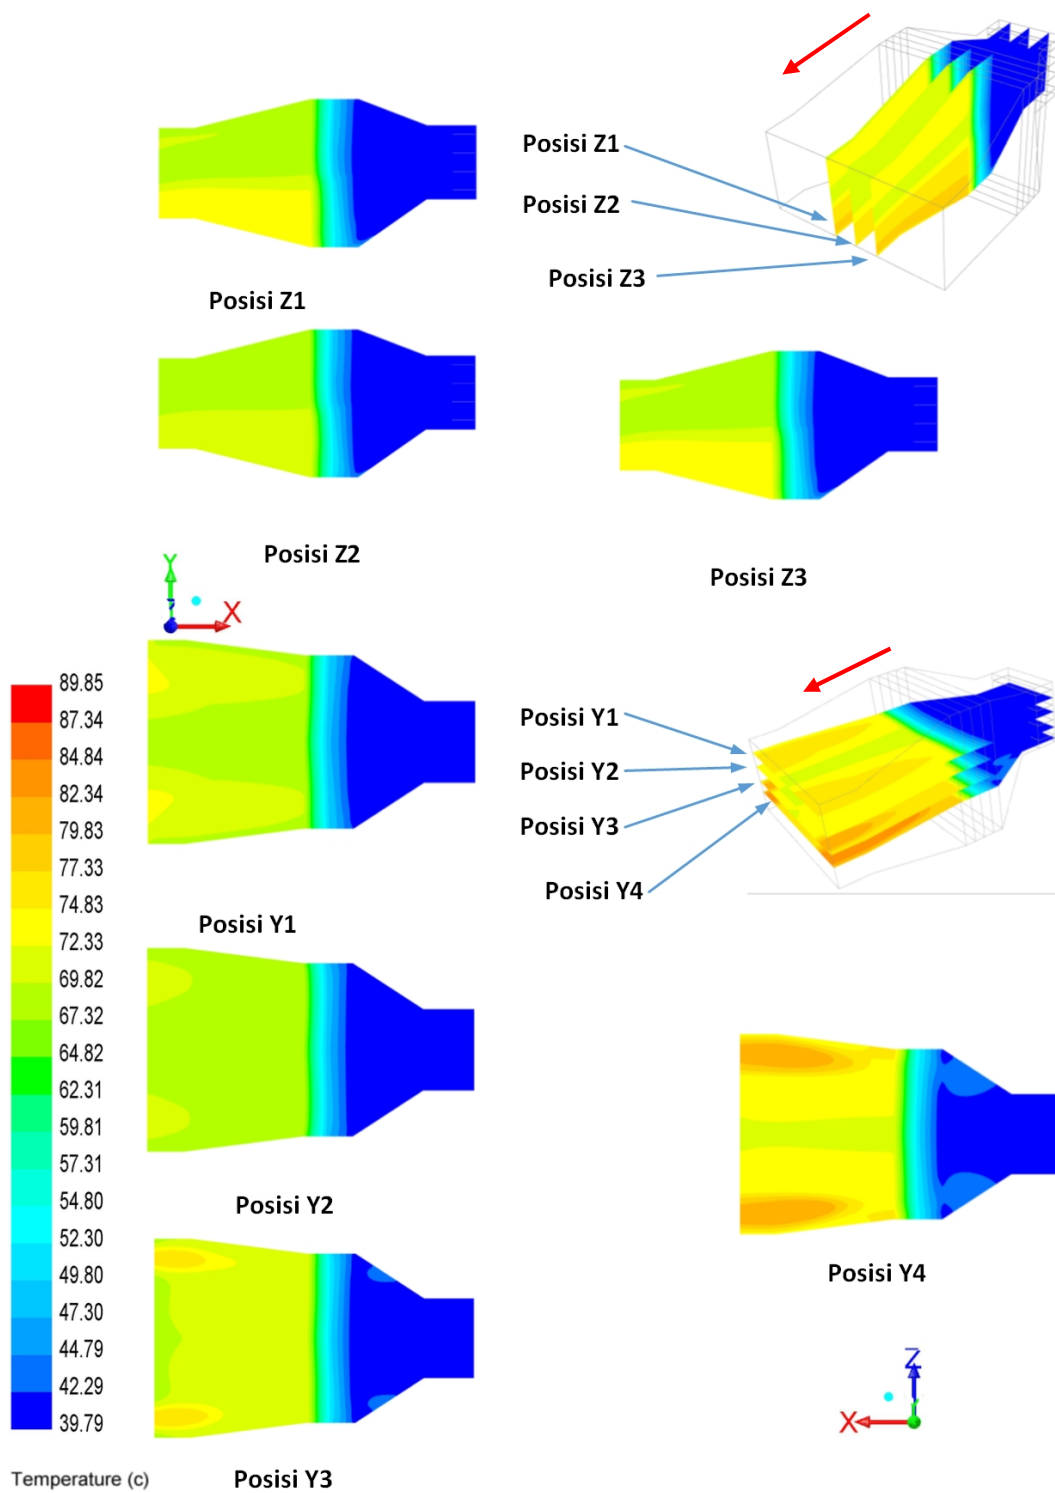 Posisi Z1
Posisi Z2
Posisi Z3
Posisi Z1
Posisi Z2
Posisi Z3
Y
X
Posisi Y1
Posisi Y2
Posisi Y3
Posisi Y4
89.85
87.34
84.84
82.34
79.83
77.33
74.83
72.33
69.82
67.32
64.82
62.31
59.81
57.31
54.80
52.30
49.80
47.30
44.79
42.29
39.79
Temperature (c)
Posisi Y1
Posisi Y2
Posisi Y4
Z
X
Posisi Y3